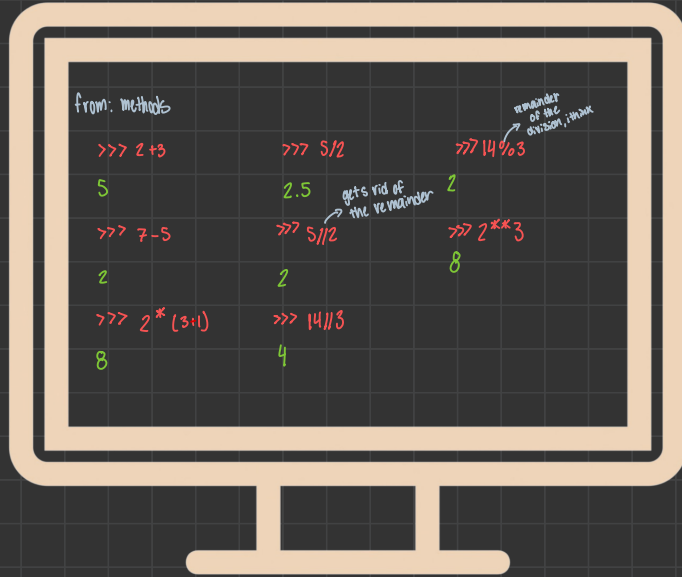 from: methods
>>> 2+3
5
>>> 7-5
2
>>> 2*(3:1)
8
>>> 5/2
2.5
gets rid of
the remainder
>>> 5//2
2
>>> 14//3
4
remainder
of the
division, i think
>>> 14%3
2
>>> 2**3
8